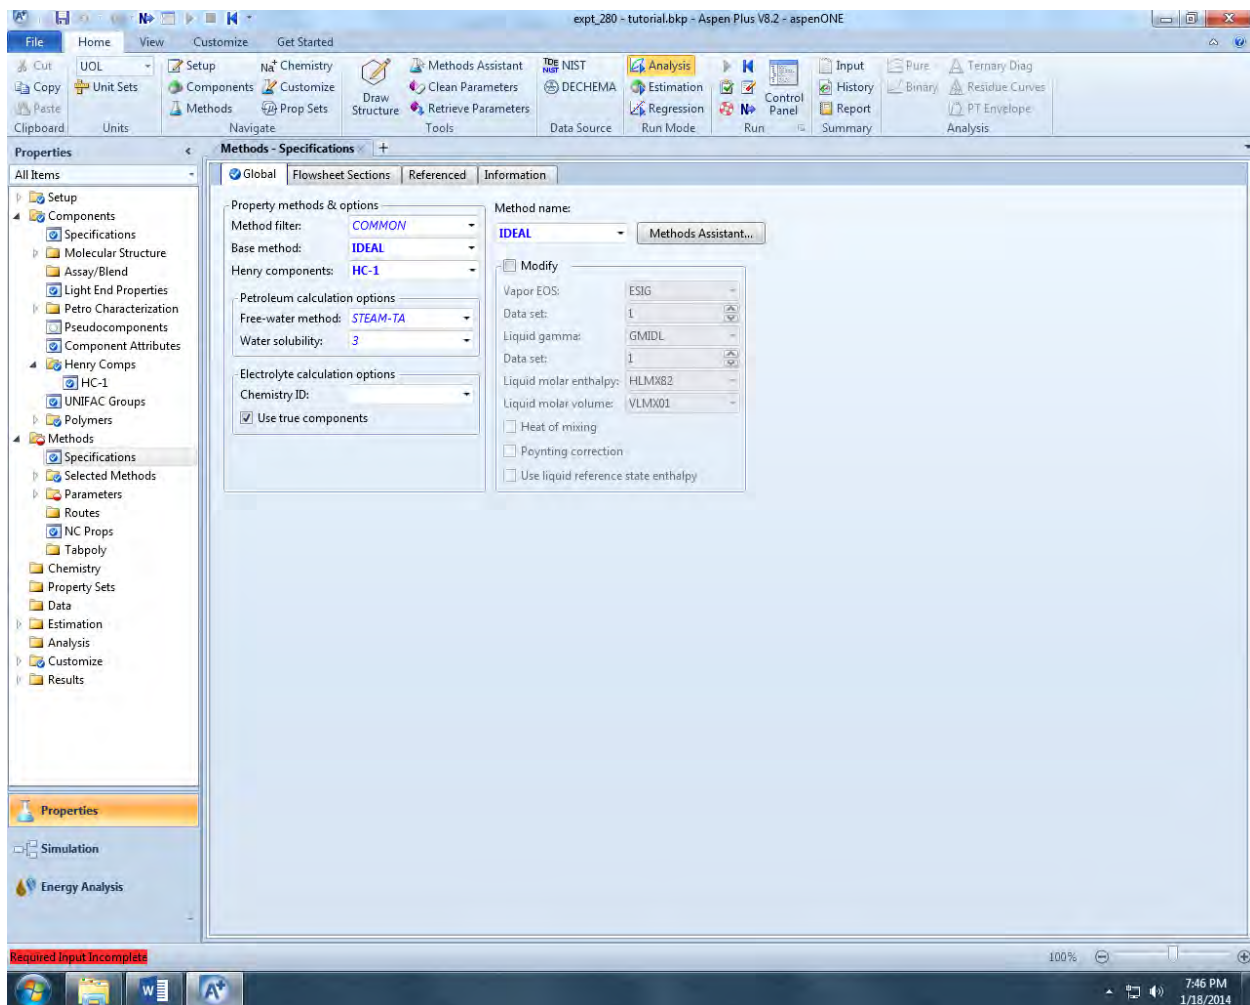 expt_280 - tutorial.bkp - Aspen Plus V8.2 - aspenONE
File Home View Customize Get Started
Cut UOL Setup Na+ Chemistry Methods Assistant NIST Analysis Input Pure Ternary Diag
Copy Unit Sets Components Customize Draw Structure Clean Parameters DECHEMA Estimation Control Panel History Binary Residue Curves
Paste Methods Prop Sets Retrieve Parameters Regression N Report PT Envelope
Clipboard Units Navigate Tools Data Source Run Mode Run Summary Analysis
Properties
All Items
Setup
Components
Specifications
Molecular Structure
Assay/Blend
Light End Properties
Petro Characterization
Pseudocomponents
Component Attributes
Henry Comps
HC-1
UNIFAC Groups
Polymers
Methods
Specifications
Selected Methods
Parameters
Routes
NC Props
Tabpoly
Chemistry
Property Sets
Data
Estimation
Analysis
Customize
Results
Properties
Simulation
Energy Analysis
Methods - Specifications +
Global Flowsheet Sections Referenced Information
Property methods & options
Method filter: COMMON
Base method: IDEAL
Henry components: HC-1
Petroleum calculation options
Free-water method: STEAM-TA
Water solubility: 3
Electrolyte calculation options
Chemistry ID:
Use true components
Method name:
IDEAL Methods Assistant...
Modify
Vapor EOS: ESIG
Data set: 1
Liquid gamma: GMIDL
Data set: 1
Liquid molar enthalpy: HLMX82
Liquid molar volume: VLMX01
Heat of mixing
Poynting correction
Use liquid reference state enthalpy
Required Input Incomplete
100%
7:46 PM
1/18/2014